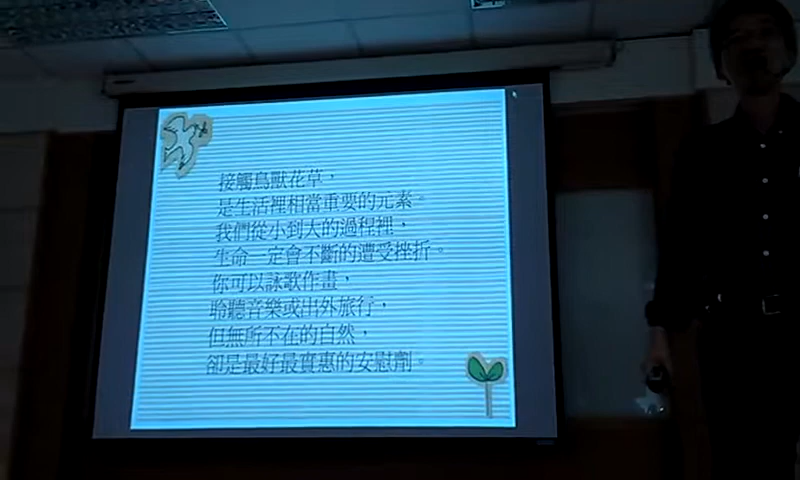 接觸鳥獸花草，
是生活裡相當重要的元素。
我們從小到大的過程裡，
生命一定會不斷的遭受挫折。
你可以詠歌作畫，
聆聽音樂或出外旅行，
但無所不在的自然，
卻是最好最實惠的安慰劑。